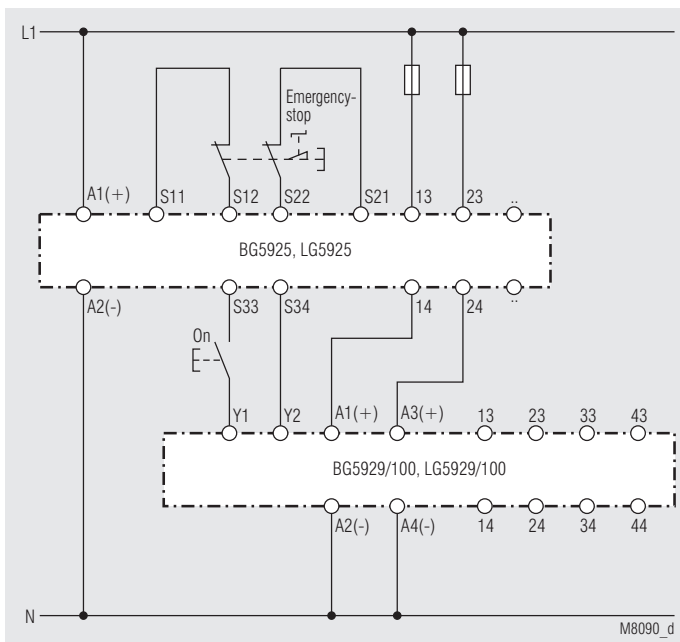 L1
Emergency-
stop
A1(+) S11 S12 S22 S21 13 23 ..
BG5925, LG5925
A2(-) S33 S34 14 24 ..
On
Y1 Y2 A1(+) A3(+) 13 23 33 43
BG5929/100, LG5929/100
A2(-) A4(-) 14 24 34 44
N
M8090_d